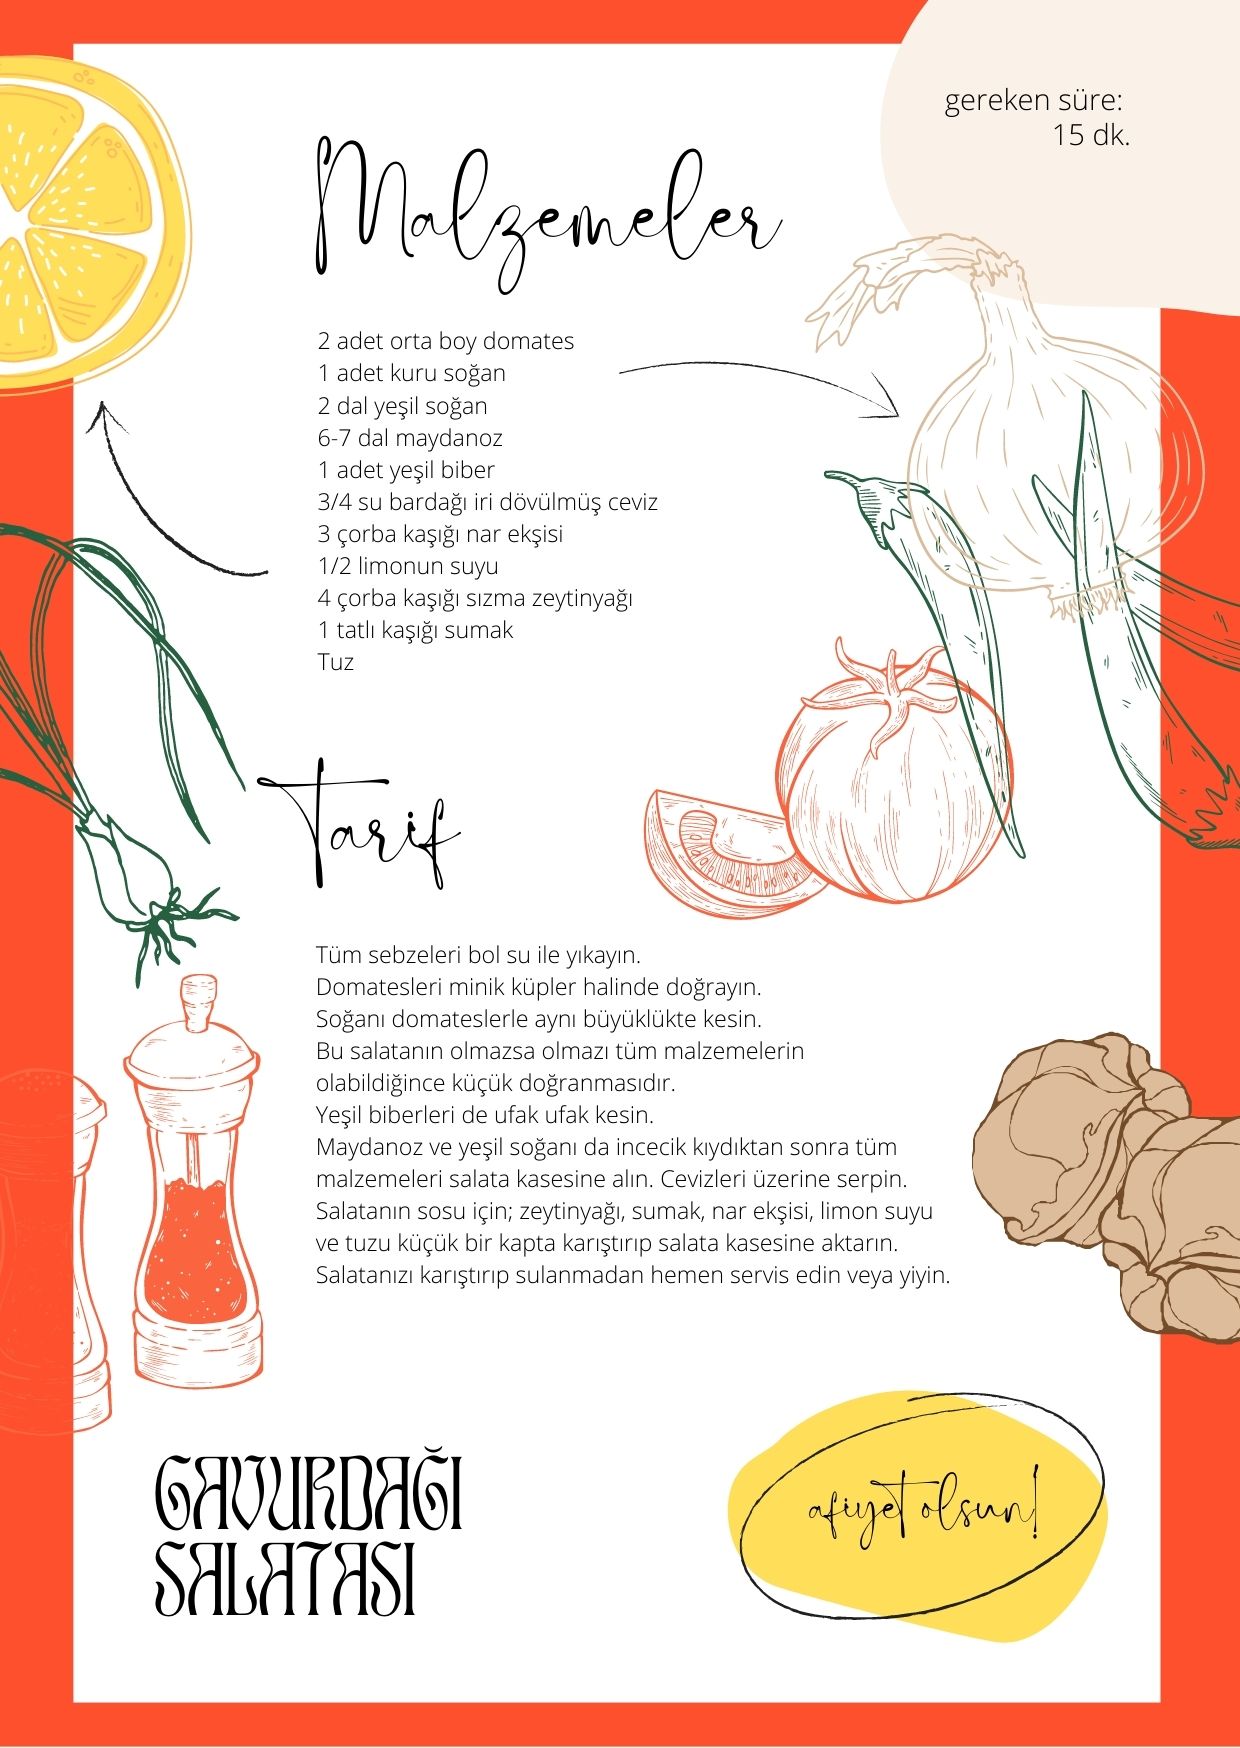 gereken süre:
15 dk.
Malzemeler
2 adet orta boy domates
1 adet kuru soğan
2 dal yeşil soğan
6-7 dal maydanoz
1 adet yeşil biber
3/4 su bardağı iri dövülmüş ceviz
3 çorba kaşığı nar ekşisi
1/2 limonun suyu
4 çorba kaşığı sızma zeytinyağı
1 tatlı kaşığı sumak
Tuz
Tarif
Tüm sebzeleri bol su ile yıkayın.
Domatesleri minik küpler halinde doğrayın.
Soğanı domateslerle aynı büyüklükte kesin.
Bu salatanın olmazsa olmazı tüm malzemelerin
olabildiğince küçük doğranmasıdır.
Yeşil biberleri de ufak ufak kesin.
Maydanoz ve yeşil soğanı da incecik kıydıktan sonra tüm
malzemeleri salata kasesine alın. Cevizleri üzerine serpin.
Salatanın sosu için; zeytinyağı, sumak, nar ekşisi, limon suyu
ve tuzu küçük bir kapta karıştırıp salata kasesine aktarın.
Salatanızı karıştırıp sulanmadan hemen servis edin veya yiyin.
GAVURDAĞI
SALATASI
afiyet olsun!